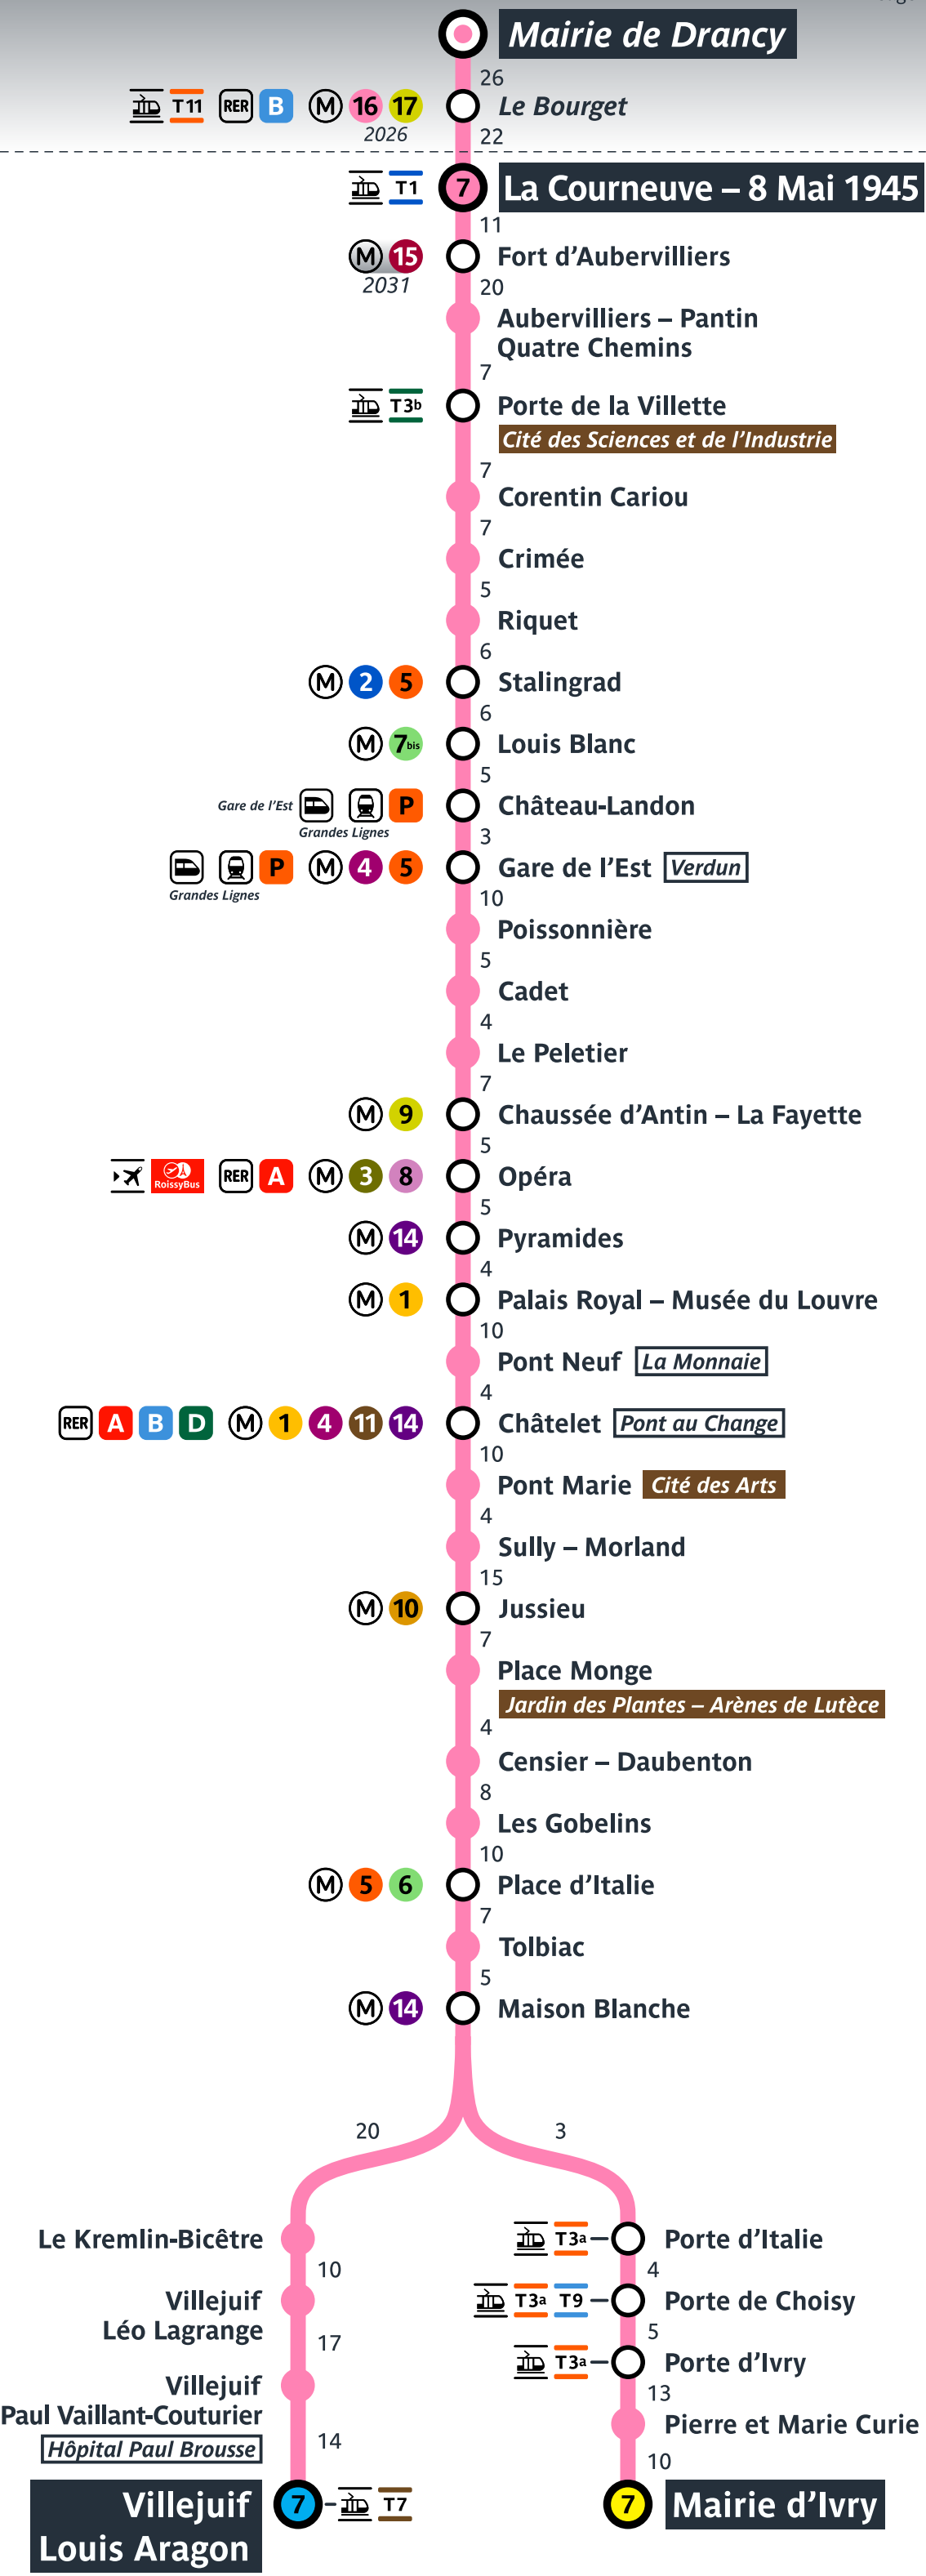 Mairie de Drancy
26
T11 RER B M 16 17 Le Bourget
2026
22
T1 7 La Courneuve – 8 Mai 1945
11
M 15 Fort d’Aubervilliers
2031
20
Aubervilliers – Pantin
Quatre Chemins
7
T3b Porte de la Villette
Cité des Sciences et de l’Industrie
7
Corentin Cariou
7
Crimée
5
Riquet
6
M 2 5 Stalingrad
6
M 7bis Louis Blanc
5
Gare de l’Est P Château-Landon
Grandes Lignes
3
P M 4 5 Gare de l’Est Verdun
Grandes Lignes
10
Poissonnière
5
Cadet
4
Le Peletier
7
M 9 Chaussée d’Antin – La Fayette
5
RoissyBus RER A M 3 8 Opéra
5
M 14 Pyramides
4
M 1 Palais Royal – Musée du Louvre
10
Pont Neuf La Monnaie
4
RER A B D M 1 4 11 14 Châtelet Pont au Change
10
Pont Marie Cité des Arts
4
Sully – Morland
15
M 10 Jussieu
7
Place Monge
Jardin des Plantes – Arènes de Lutèce
4
Censier – Daubenton
8
Les Gobelins
10
M 5 6 Place d’Italie
7
Tolbiac
5
M 14 Maison Blanche
20
Le Kremlin-Bicêtre
10
Villejuif
Léo Lagrange
17
Villejuif
Paul Vaillant-Couturier
Hôpital Paul Brousse
14
Villejuif
Louis Aragon
7 T7
3
T3a Porte d’Italie
4
T3a T9 Porte de Choisy
5
T3a Porte d’Ivry
13
Pierre et Marie Curie
10
7 Mairie d’Ivry